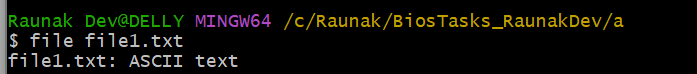 Raunak Dev@DELLY MINGW64 /c/Raunak/BiosTasks_RaunakDev/a
$ file file1.txt
file1.txt: ASCII text